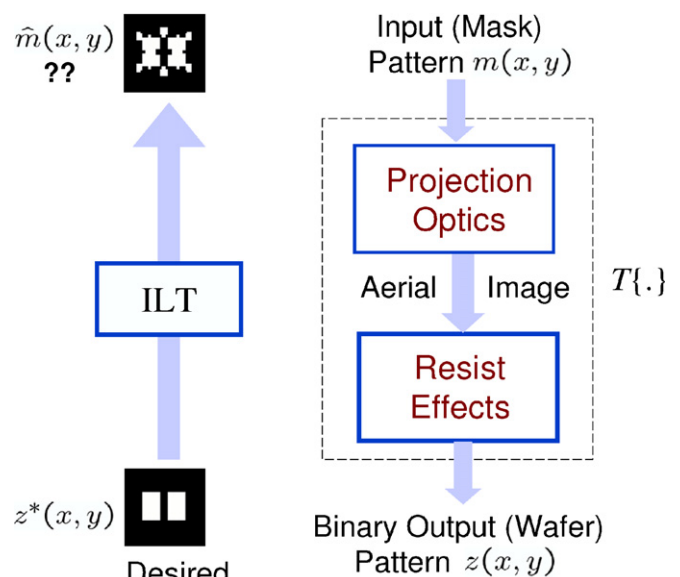 m̂(x, y)
??
ILT
z*(x, y)
Desired
Input (Mask)
Pattern m(x, y)
Projection
Optics
Aerial Image
T{.}
Resist
Effects
Binary Output (Wafer)
Pattern z(x, y)